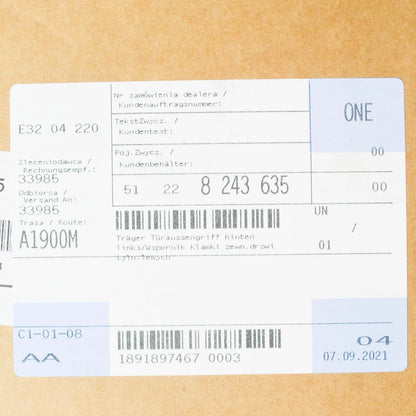 Nr zamówienia dealera /
Kundenauftragsnummer:
ONE
E32 04 220
TekstZwycz. /
Kundentext:
Poj.Zwycz. /
Kundenbehälter:
00
Zleceniodawca /
Rechnungsempf.:
33985
51 22 8 243 635
00
Odbiorca /
Versand An:
33985
Trasa / Route:
A1900M
UN /
01
Träger Türaussengriff hinten
links/Wspornik klamki zewn.drzwi
tyln.lewych
C1-01-08
AA
1891897467 0003
04
07.09.2021